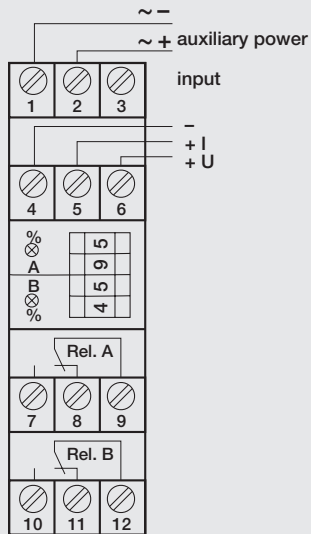 ~ –
~ + auxiliary power
input
1 2 3
–
+ I
+ U
4 5 6
%
A
B
%
5
9
5
4
Rel. A
7 8 9
Rel. B
10 11 12